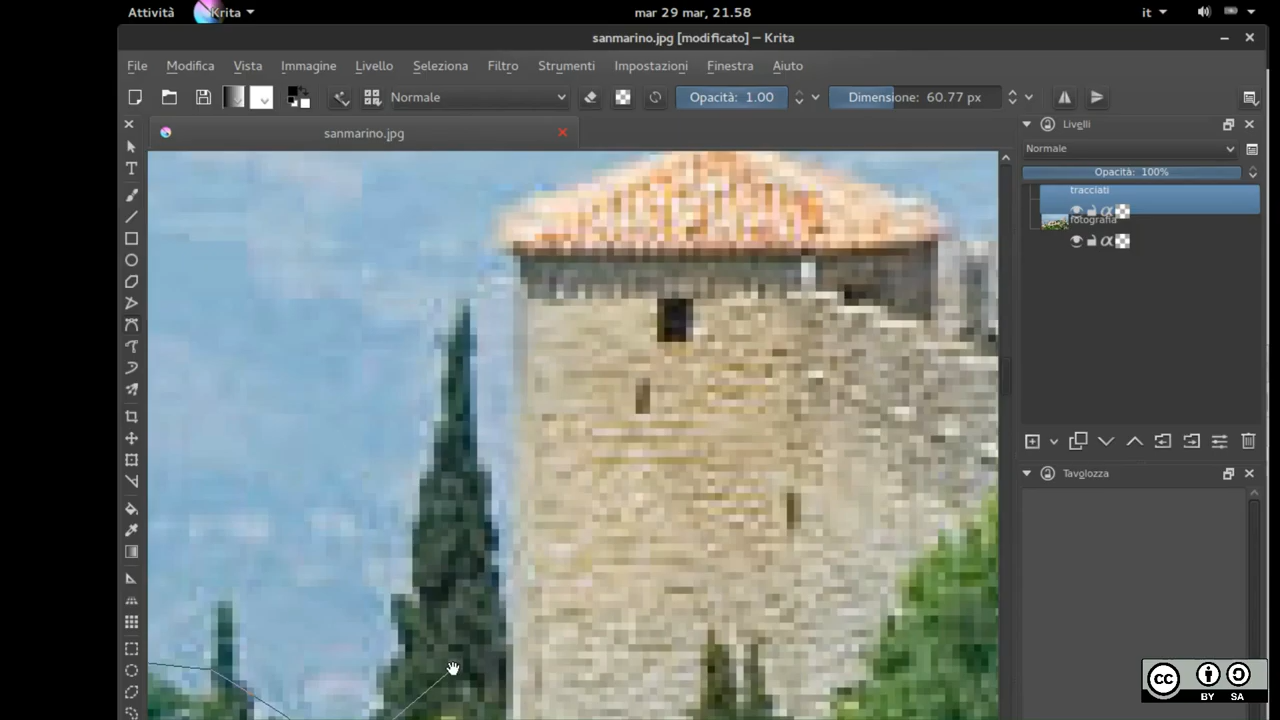 Attività Krita mar 29 mar, 21.58 it
sanmarino.jpg [modificato] – Krita
File Modifica Vista Immagine Livello Seleziona Filtro Strumenti Impostazioni Finestra Aiuto
Normale Opacità: 1.00 Dimensione: 60.77 px
sanmarino.jpg
Livelli
Normale
Opacità: 100%
tracciati
fotografia
Tavolozza
cc BY SA